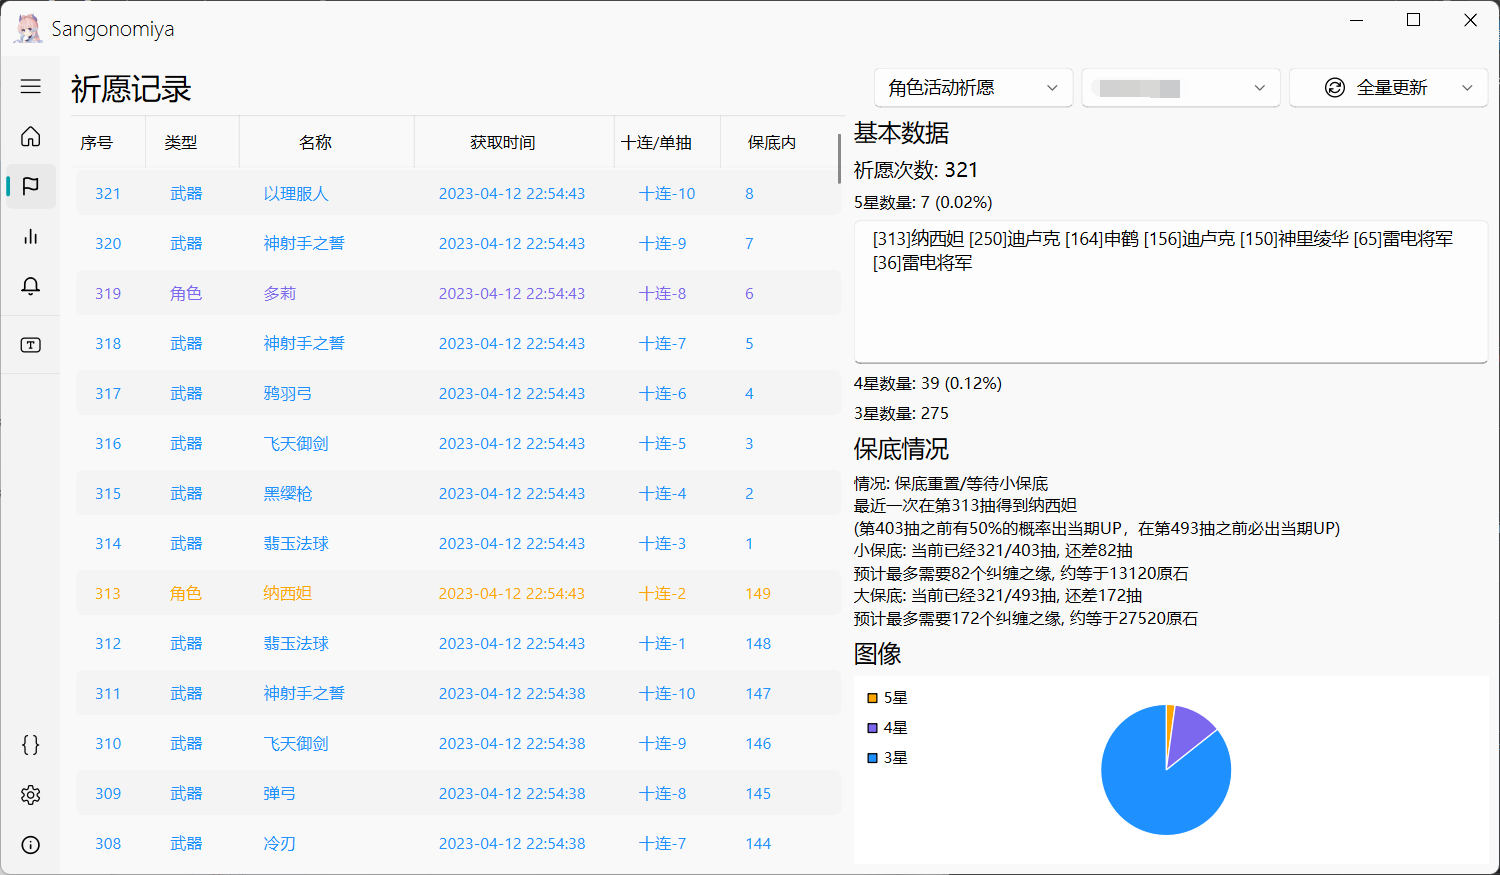 Sangonomiya
祈愿记录
角色活动祈愿
全量更新
序号 类型 名称 获取时间 十连/单抽 保底内
321 武器 以理服人 2023-04-12 22:54:43 十连-10 8
320 武器 神射手之誓 2023-04-12 22:54:43 十连-9 7
319 角色 多莉 2023-04-12 22:54:43 十连-8 6
318 武器 神射手之誓 2023-04-12 22:54:43 十连-7 5
317 武器 鸦羽弓 2023-04-12 22:54:43 十连-6 4
316 武器 飞天御剑 2023-04-12 22:54:43 十连-5 3
315 武器 黑缨枪 2023-04-12 22:54:43 十连-4 2
314 武器 翡玉法球 2023-04-12 22:54:43 十连-3 1
313 角色 纳西妲 2023-04-12 22:54:43 十连-2 149
312 武器 翡玉法球 2023-04-12 22:54:43 十连-1 148
311 武器 神射手之誓 2023-04-12 22:54:38 十连-10 147
310 武器 飞天御剑 2023-04-12 22:54:38 十连-9 146
309 武器 弹弓 2023-04-12 22:54:38 十连-8 145
308 武器 冷刃 2023-04-12 22:54:38 十连-7 144
基本数据
祈愿次数: 321
5星数量: 7 (0.02%)
[313]纳西妲 [250]迪卢克 [164]申鹤 [156]迪卢克 [150]神里绫华 [65]雷电将军
[36]雷电将军
4星数量: 39 (0.12%)
3星数量: 275
保底情况
情况: 保底重置/等待小保底
最近一次在第313抽得到纳西妲
(第403抽之前有50%的概率出当期UP，在第493抽之前必出当期UP)
小保底: 当前已经321/403抽, 还差82抽
预计最多需要82个纠缠之缘, 约等于13120原石
大保底: 当前已经321/493抽, 还差172抽
预计最多需要172个纠缠之缘, 约等于27520原石
图像
5星
4星
3星